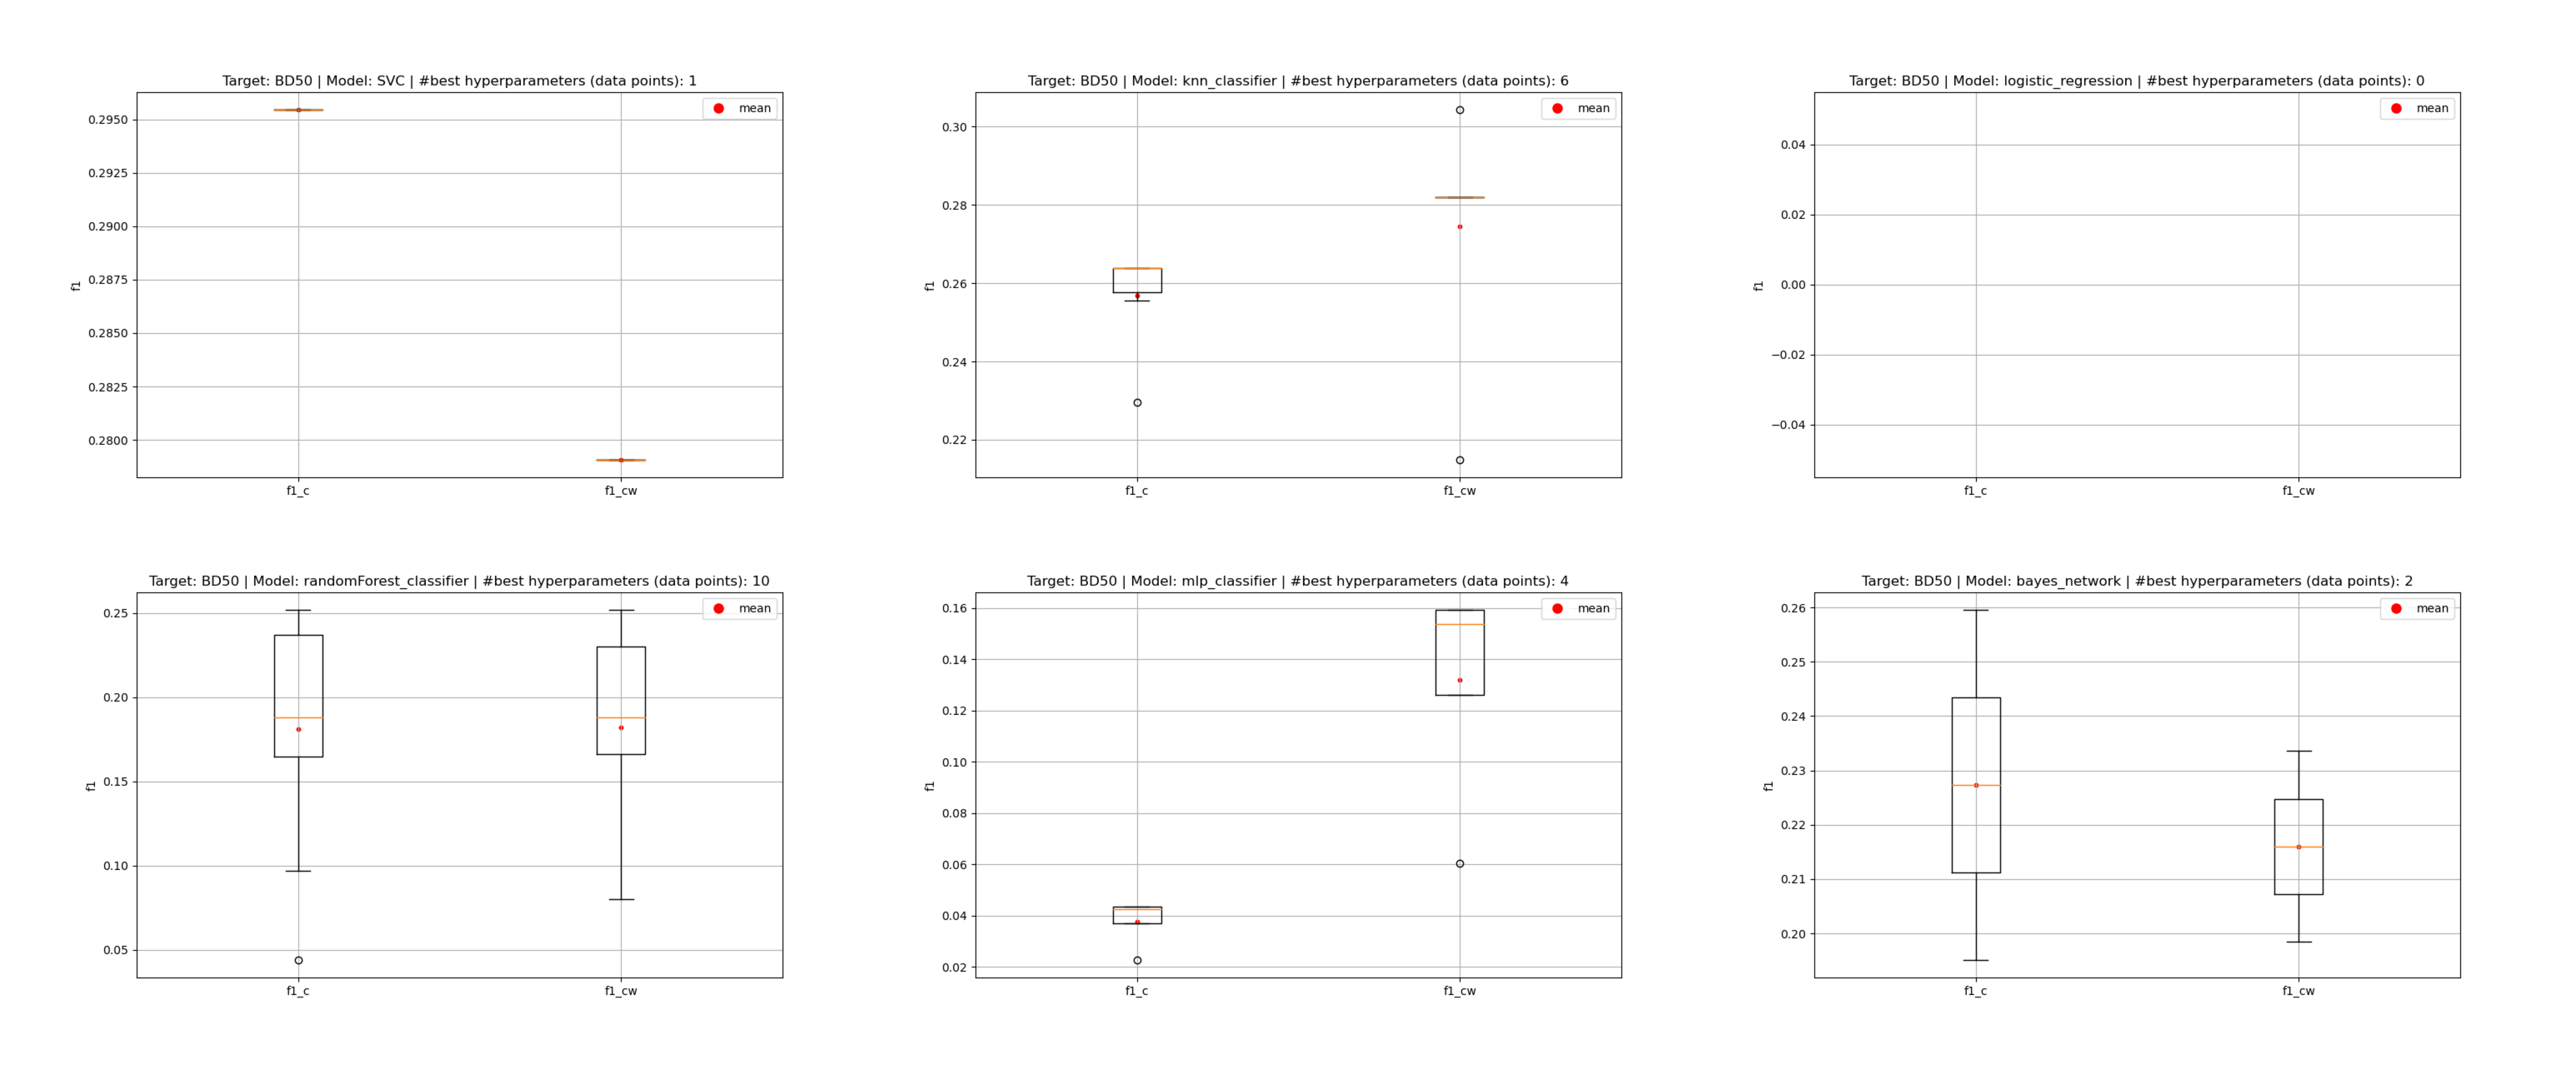 Target: BD50 | Model: SVC | #best hyperparameters (data points): 1
mean
0.2950
0.2925
0.2900
0.2875
0.2850
0.2825
0.2800
f1
f1_c
f1_cw
Target: BD50 | Model: knn_classifier | #best hyperparameters (data points): 6
mean
0.30
0.28
0.26
0.24
0.22
f1
f1_c
f1_cw
Target: BD50 | Model: logistic_regression | #best hyperparameters (data points): 0
mean
0.04
0.02
0.00
−0.02
−0.04
f1
f1_c
f1_cw
Target: BD50 | Model: randomForest_classifier | #best hyperparameters (data points): 10
mean
0.25
0.20
0.15
0.10
0.05
f1
f1_c
f1_cw
Target: BD50 | Model: mlp_classifier | #best hyperparameters (data points): 4
mean
0.16
0.14
0.12
0.10
0.08
0.06
0.04
0.02
f1
f1_c
f1_cw
Target: BD50 | Model: bayes_network | #best hyperparameters (data points): 2
mean
0.26
0.25
0.24
0.23
0.22
0.21
0.20
f1
f1_c
f1_cw